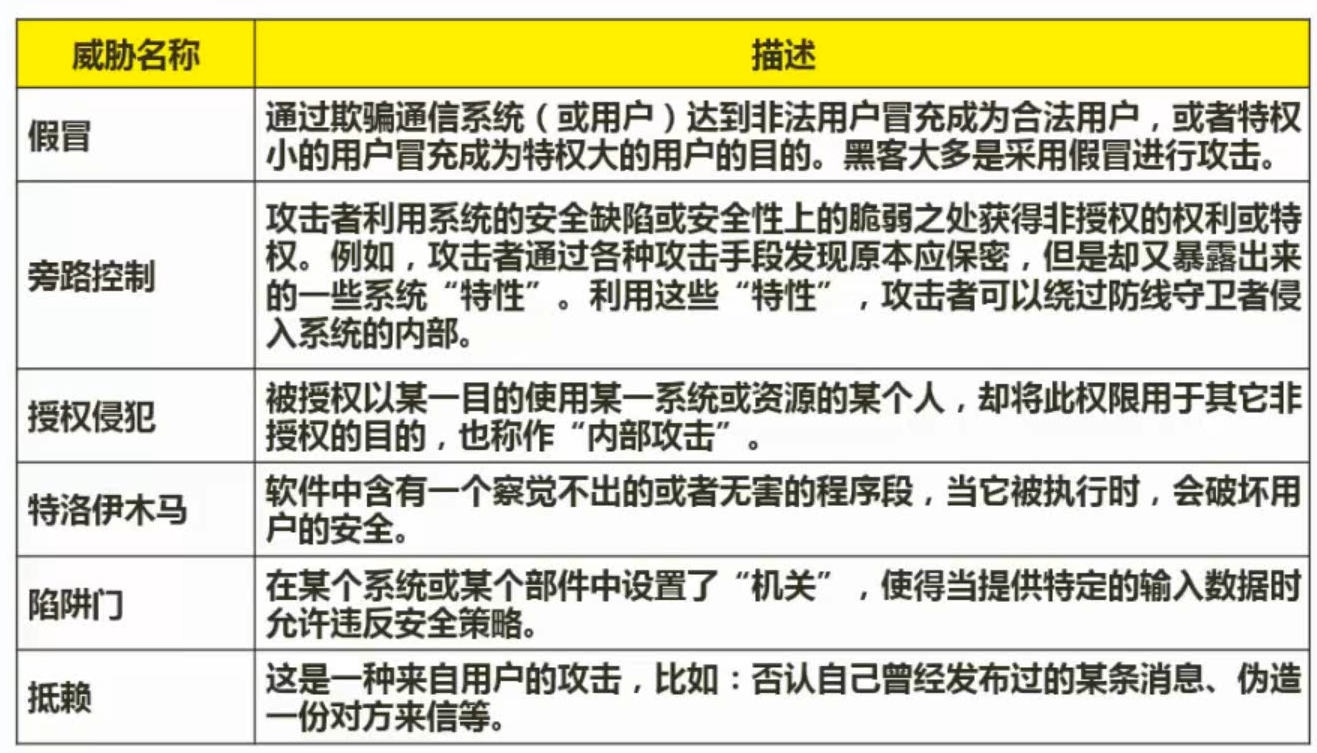 威胁名称
描述
假冒
通过欺骗通信系统（或用户）达到非法用户冒充成为合法用户，或者特权
小的用户冒充成为特权大的用户的目的。黑客大多是采用假冒进行攻击。
旁路控制
攻击者利用系统的安全缺陷或安全性上的脆弱之处获得非授权的权利或特
权。例如，攻击者通过各种攻击手段发现原本应保密，但是却又暴露出来
的一些系统“特性”。利用这些“特性”，攻击者可以绕过防线守卫者侵
入系统的内部。
授权侵犯
被授权以某一目的使用某一系统或资源的某个人，却将此权限用于其它非
授权的目的，也称作“内部攻击”。
特洛伊木马
软件中含有一个察觉不出的或者无害的程序段，当它被执行时，会破坏用
户的安全。
陷阱门
在某个系统或某个部件中设置了“机关”，使得当提供特定的输入数据时
允许违反安全策略。
抵赖
这是一种来自用户的攻击，比如：否认自己曾经发布过的某条消息、伪造
一份对方来信等。